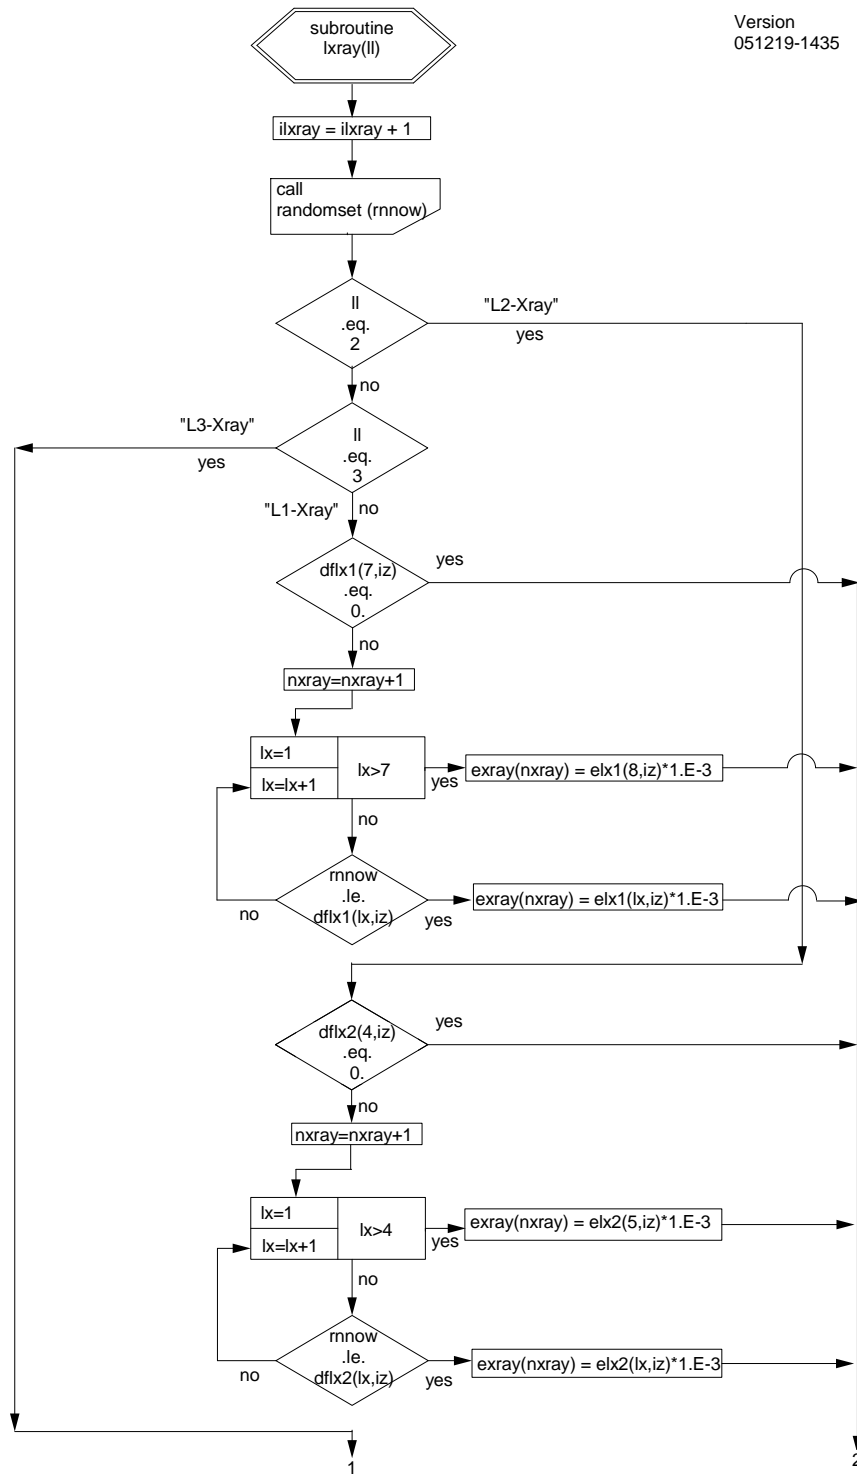 subroutine
lxray(ll)
Version
051219-1435
ilxray = ilxray + 1
call
randomset (rnnow)
ll
.eq.
2
"L2-Xray"
yes
no
"L3-Xray"
yes
ll
.eq.
3
"L1-Xray"
no
dflx1(7,iz)
.eq.
0.
yes
no
nxray=nxray+1
lx=1
lx=lx+1
lx>7
yes
exray(nxray) = elx1(8,iz)*1.E-3
no
rnnow
.le.
dflx1(lx,iz)
no
yes
exray(nxray) = elx1(lx,iz)*1.E-3
dflx2(4,iz)
.eq.
0.
yes
no
nxray=nxray+1
lx=1
lx=lx+1
lx>4
yes
exray(nxray) = elx2(5,iz)*1.E-3
no
rnnow
.le.
dflx2(lx,iz)
no
yes
exray(nxray) = elx2(lx,iz)*1.E-3
1
2